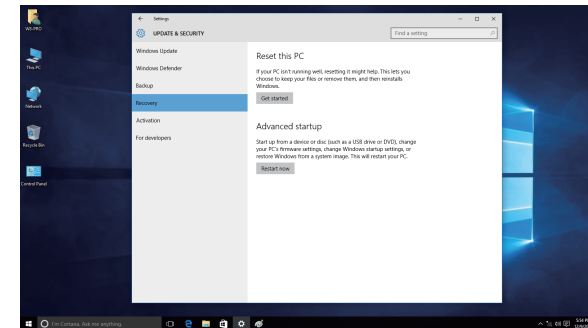 WS-PRO
This PC
Network
Recycle Bin
Control Panel
Settings
UPDATE & SECURITY
Find a setting
Windows Update
Windows Defender
Backup
Recovery
Activation
For developers
Reset this PC
If your PC isn't running well, resetting it might help. This lets you
choose to keep your files or remove them, and then reinstalls
Windows.
Get started
Advanced startup
Start up from a device or disc (such as a USB drive or DVD), change
your PC's firmware settings, change Windows startup settings, or
restore Windows from a system image. This will restart your PC.
Restart now
I'm Cortana. Ask me anything.
5:54 P